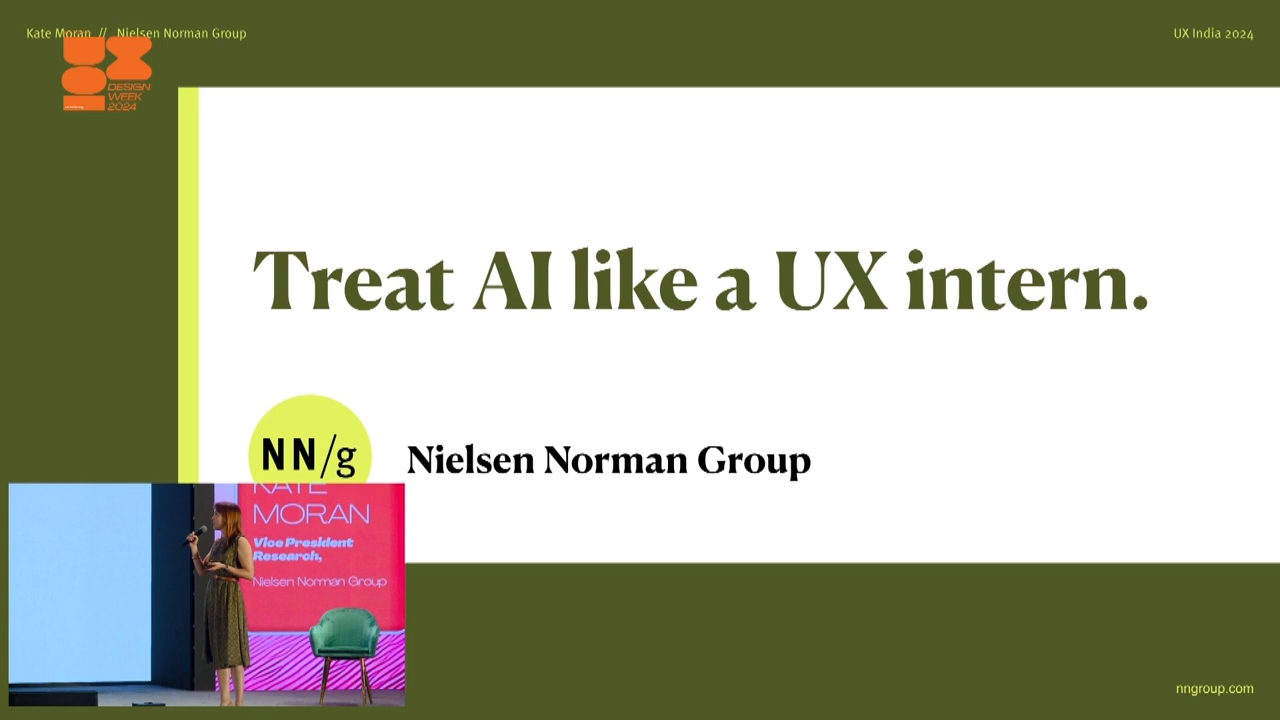 Kate Moran // Nielsen Norman Group
UX India 2024
DESIGN
WEEK
2024
Treat AI like a UX intern.
NN/g
Nielsen Norman Group
KATE
MORAN
Vice President
Research,
Nielsen Norman Group
nngroup.com